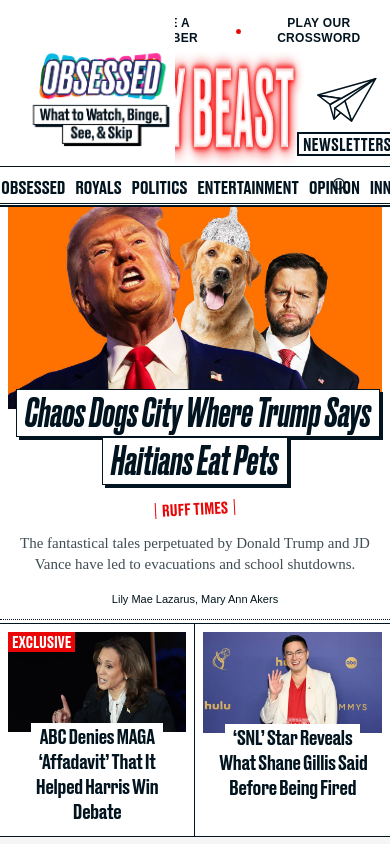 E A
BER
PLAY OUR
CROSSWORD
OBSESSED
What to Watch, Binge,
See, & Skip
Y BEAST
NEWSLETTERS
OBSESSED ROYALS POLITICS ENTERTAINMENT OPINION INN
Chaos Dogs City Where Trump Says
Haitians Eat Pets
RUFF TIMES
The fantastical tales perpetuated by Donald Trump and JD
Vance have led to evacuations and school shutdowns.
Lily Mae Lazarus, Mary Ann Akers
EXCLUSIVE
ABC Denies MAGA
‘Affadavit’ That It
Helped Harris Win
Debate
hulu
hu
abc
MMYS
‘SNL’ Star Reveals
What Shane Gillis Said
Before Being Fired